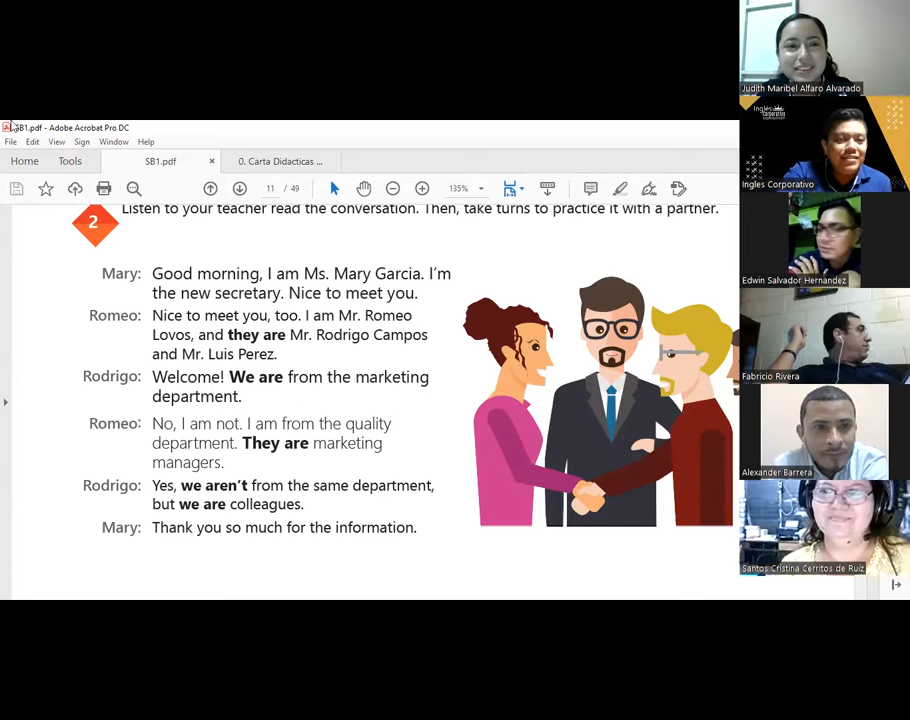 SB1.pdf - Adobe Acrobat Pro DC
File Edit View Sign Window Help
Home Tools SB1.pdf × 0. Carta Didacticas ...
11 / 49 135%
2 Listen to your teacher read the conversation. Then, take turns to practice it with a partner.
Mary: Good morning, I am Ms. Mary Garcia. I'm
the new secretary. Nice to meet you.
Romeo: Nice to meet you, too. I am Mr. Romeo
Lovos, and they are Mr. Rodrigo Campos
and Mr. Luis Perez.
Rodrigo: Welcome! We are from the marketing
department.
Romeo: No, I am not. I am from the quality
department. They are marketing
managers.
Rodrigo: Yes, we aren't from the same department,
but we are colleagues.
Mary: Thank you so much for the information.
Judith Maribel Alfaro Alvarado
Inglés
Corporativo
Ingles Corporativo
Edwin Salvador Hernandez
Fabricio Rivera
Alexander Barrera
Santos Cristina Cerritos de Ruiz